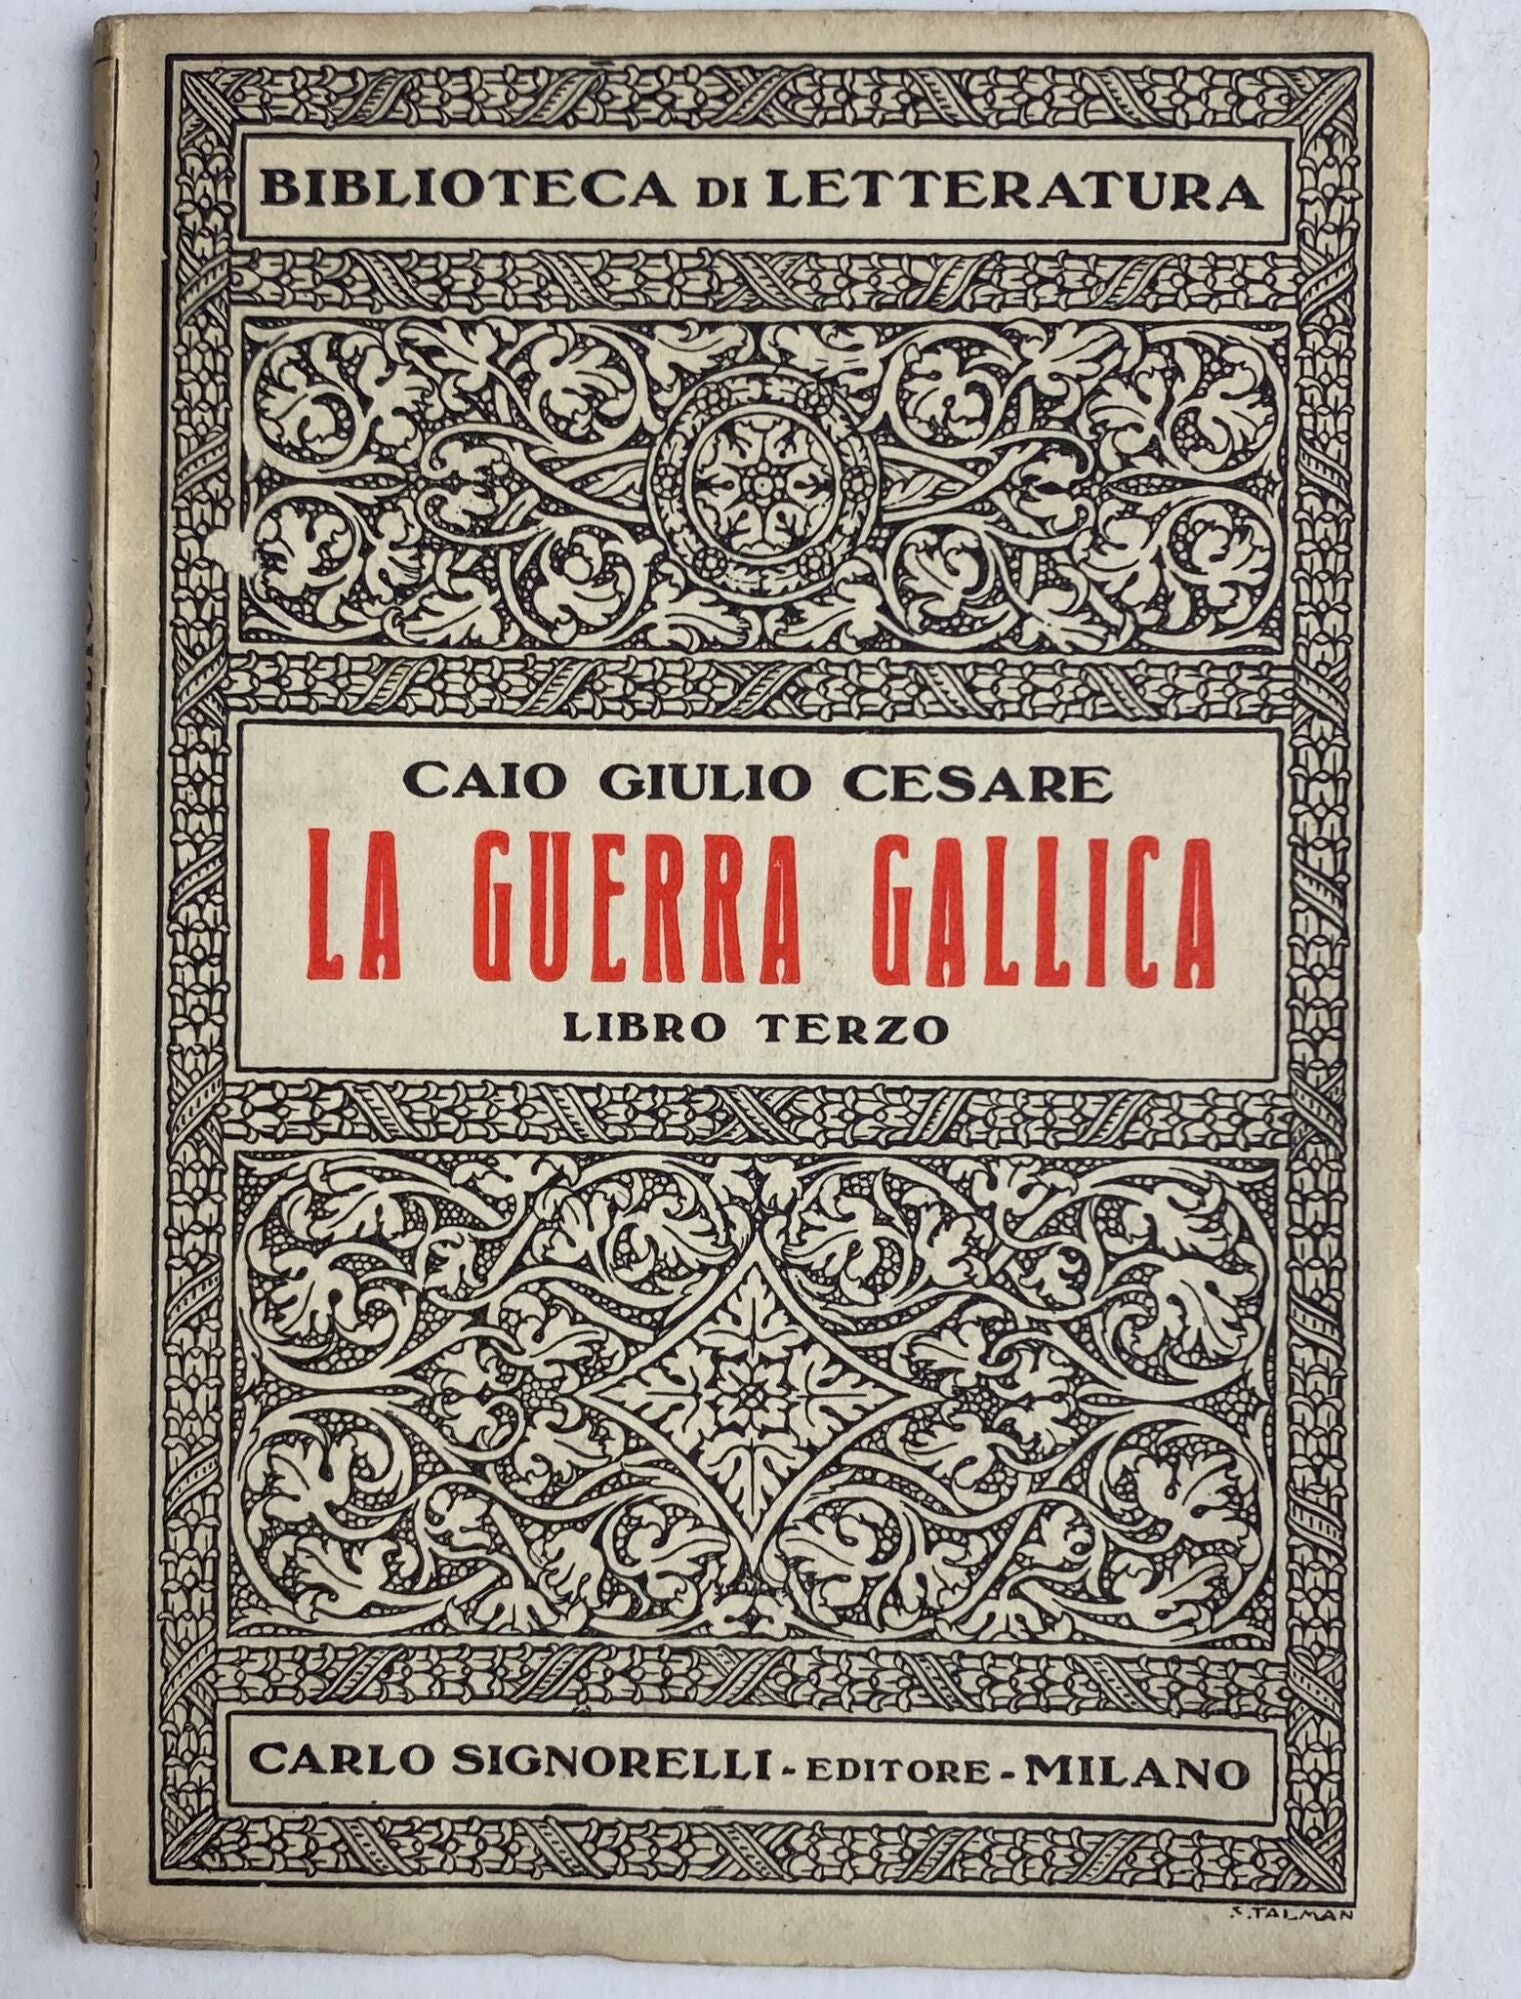 BIBLIOTECA DI LETTERATURA
CAIO GIULIO CESARE
LA GUERRA GALLICA
LIBRO TERZO
CARLO SIGNORELLI - EDITORE - MILANO
TALMAN